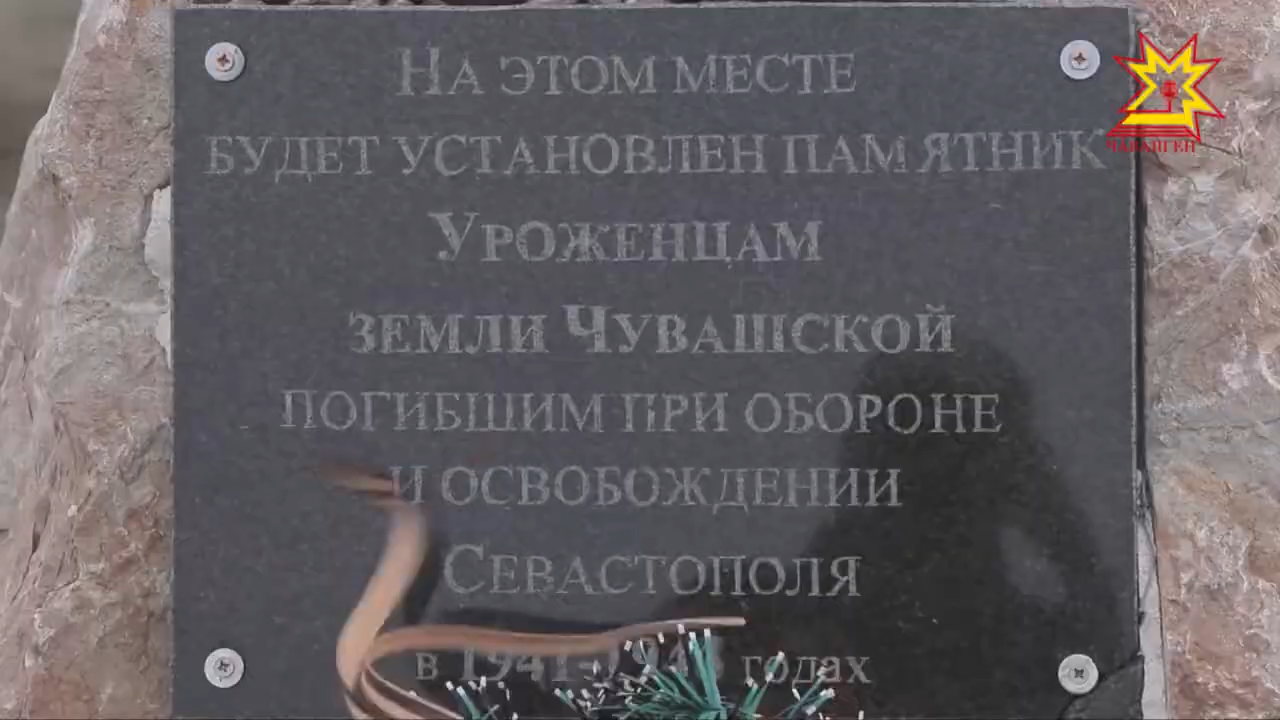 НА ЭТОМ МЕСТЕ
БУДЕТ УСТАНОВЛЕН ПАМЯТНИК
УРОЖЕНЦАМ
ЗЕМЛИ ЧУВАШСКОЙ
ПОГИБШИМ ПРИ ОБОРОНЕ
И ОСВОБОЖДЕНИИ
СЕВАСТОПОЛЯ
в годах